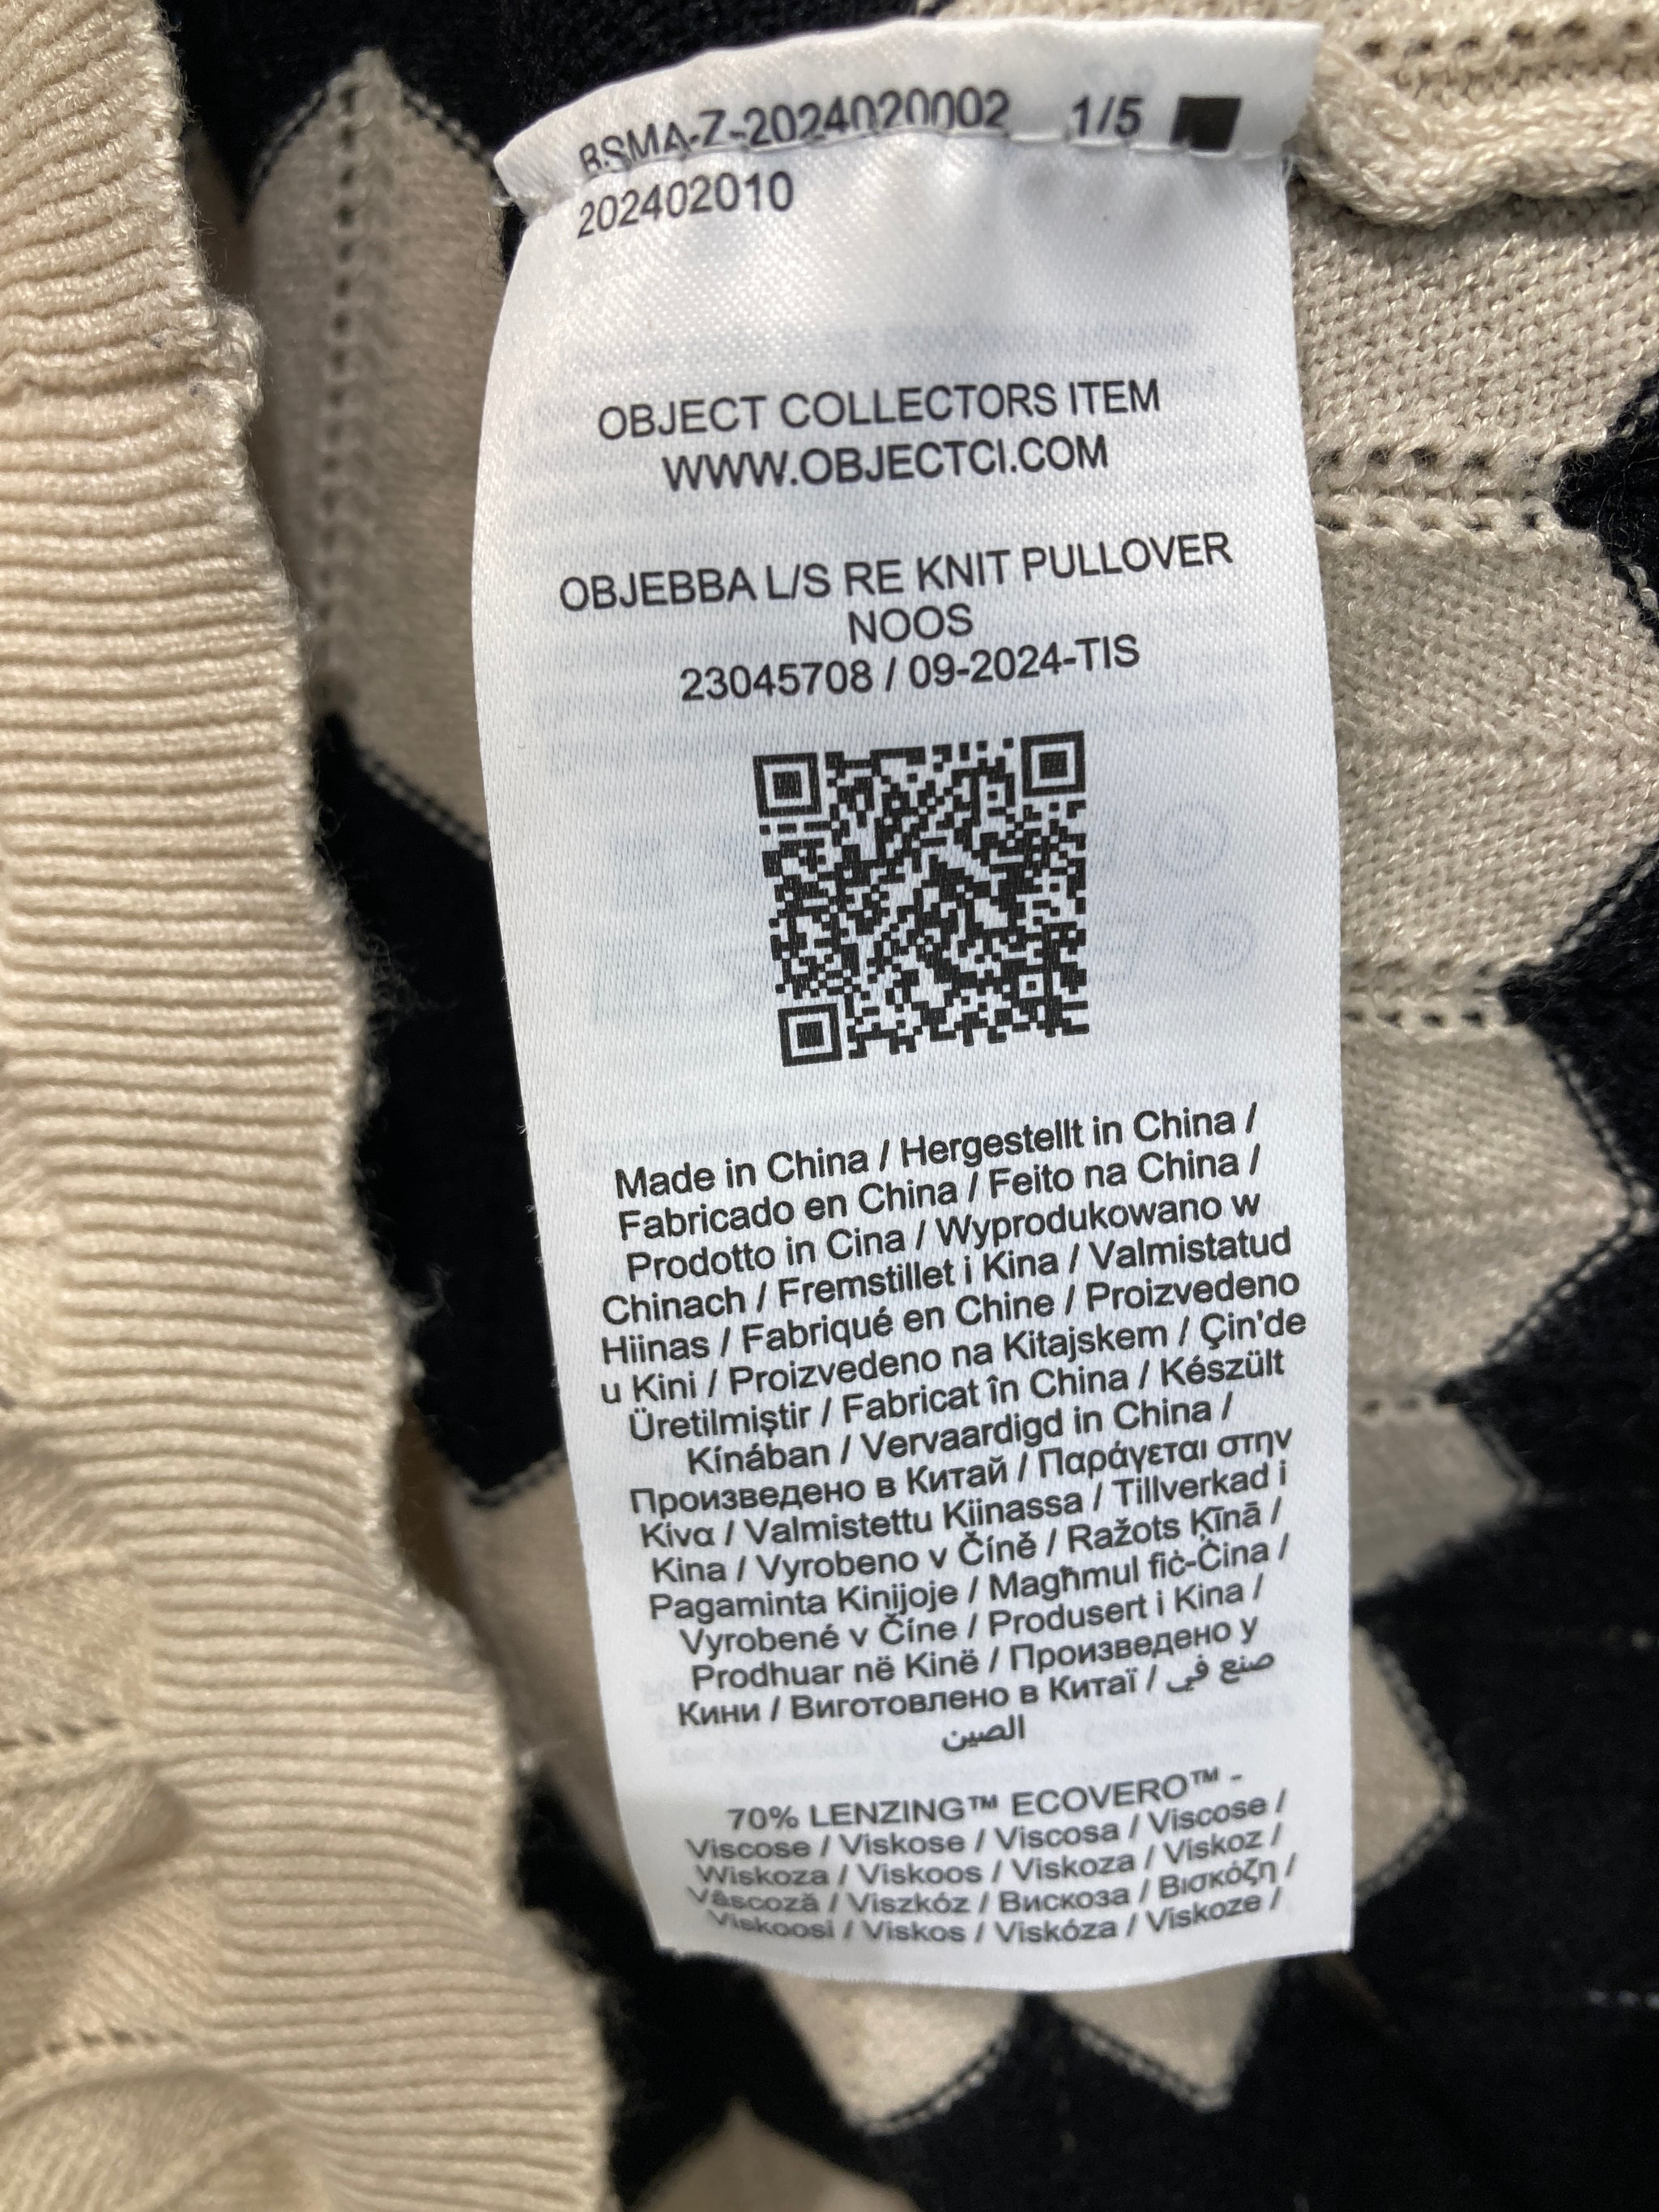 BSMA-Z-2024020002 1/5
202402010
OBJECT COLLECTORS ITEM
WWW.OBJECTCI.COM
OBJEBBA L/S RE KNIT PULLOVER
NOOS
23045708 / 09-2024-TIS
Made in China / Hergestellt in China /
Fabricado en China / Feito na China /
Prodotto in Cina / Wyprodukowano w
Chinach / Fremstillet i Kina / Valmistatud
Hiinas / Fabriqué en Chine / Proizvedeno
u Kini / Proizvedeno na Kitajskem / Çin'de
Üretilmiştir / Fabricat în China / Készült
Kínában / Vervaardigd in China /
Произведено в Китай / Παράγεται στην
Κίνα / Valmistettu Kiinassa / Tillverkad i
Kina / Vyrobeno v Číně / Ražots Ķīnā /
Pagaminta Kinijoje / Magħmul fiċ-Ċina /
Vyrobené v Číne / Produsert i Kina /
Prodhuar në Kinë / Произведено у
Кини / Виготовлено в Китаї / صنع في
الصين
70% LENZING™ ECOVERO™ -
Viscose / Viskose / Viscosa / Viscose /
Wiskoza / Viskoos / Viskoza / Viskoz /
Vâscoză / Viszkóz / Вискоза / Βισκόζη /
Viskoosi / Viskos / Viskóza / Viskoze /